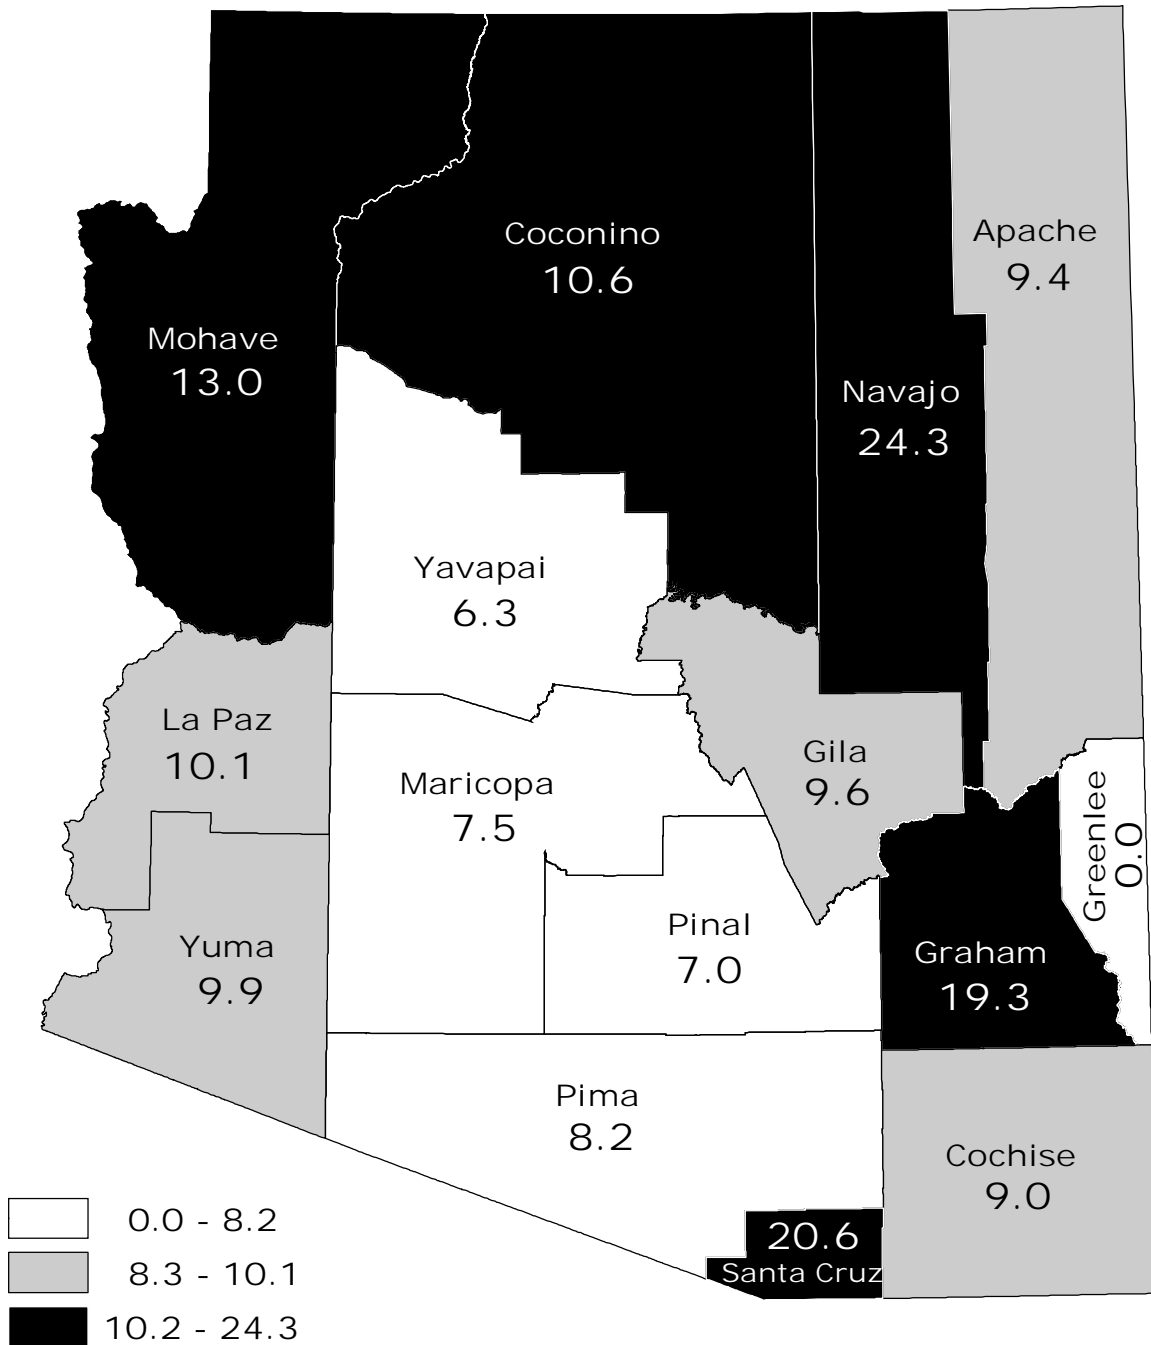 Coconino
10.6
Apache
9.4
Mohave
13.0
Navajo
24.3
Yavapai
6.3
La Paz
10.1
Maricopa
7.5
Gila
9.6
Greenlee
0.0
Yuma
9.9
Pinal
7.0
Graham
19.3
Pima
8.2
Cochise
9.0
20.6
Santa Cruz
0.0 - 8.2
8.3 - 10.1
10.2 - 24.3